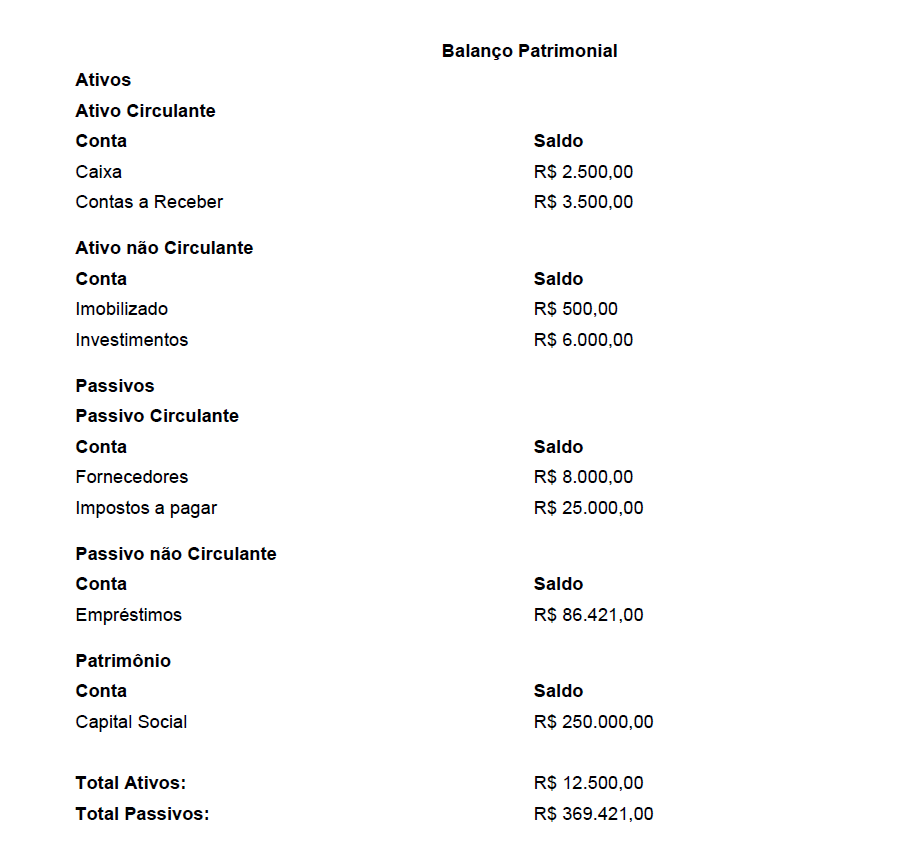 Balanço Patrimonial
Ativos
Ativo Circulante
Conta Saldo
Caixa R$ 2.500,00
Contas a Receber R$ 3.500,00
Ativo não Circulante
Conta Saldo
Imobilizado R$ 500,00
Investimentos R$ 6.000,00
Passivos
Passivo Circulante
Conta Saldo
Fornecedores R$ 8.000,00
Impostos a pagar R$ 25.000,00
Passivo não Circulante
Conta Saldo
Empréstimos R$ 86.421,00
Patrimônio
Conta Saldo
Capital Social R$ 250.000,00
Total Ativos: R$ 12.500,00
Total Passivos: R$ 369.421,00